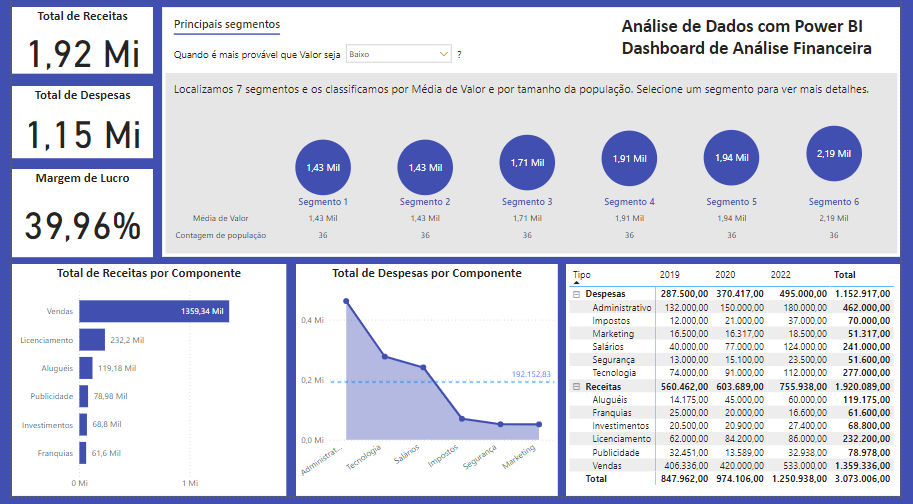 Total de Receitas
1,92 Mi
Total de Despesas
1,15 Mi
Margem de Lucro
39,96%
Principais segmentos
Quando é mais provável que Valor seja Baixo ?
Análise de Dados com Power BI
Dashboard de Análise Financeira
Localizamos 7 segmentos e os classificamos por Média de Valor e por tamanho da população. Selecione um segmento para ver mais detalhes.
1,43 Mil 1,43 Mil 1,71 Mil 1,91 Mil 1,94 Mil 2,19 Mil
Segmento 1 Segmento 2 Segmento 3 Segmento 4 Segmento 5 Segmento 6
Média de Valor 1,43 Mil 1,43 Mil 1,71 Mil 1,91 Mil 1,94 Mil 2,19 Mil
Contagem de população 36 36 36 36 36 36
Total de Receitas por Componente
Vendas 1359,34 Mil
Licenciamento 232,2 Mil
Aluguéis 119,18 Mil
Publicidade 78,98 Mil
Investimentos 68,8 Mil
Franquias 61,6 Mil
0 Mi 1 Mi
Total de Despesas por Componente
0,4 Mi
0,2 Mi
192.152,83
0,0 Mi
Administrat... Tecnologia Salários Impostos Segurança Marketing
Tipo 2019 2020 2022 Total
Despesas 287.500,00 370.417,00 495.000,00 1.152.917,00
Administrativo 132.000,00 150.000,00 180.000,00 462.000,00
Impostos 12.000,00 21.000,00 37.000,00 70.000,00
Marketing 16.500,00 16.317,00 18.500,00 51.317,00
Salários 40.000,00 77.000,00 124.000,00 241.000,00
Segurança 13.000,00 15.100,00 23.500,00 51.600,00
Tecnologia 74.000,00 91.000,00 112.000,00 277.000,00
Receitas 560.462,00 603.689,00 755.938,00 1.920.089,00
Aluguéis 14.175,00 45.000,00 60.000,00 119.175,00
Franquias 25.000,00 20.000,00 16.600,00 61.600,00
Investimentos 20.500,00 20.900,00 27.400,00 68.800,00
Licenciamento 62.000,00 84.200,00 86.000,00 232.200,00
Publicidade 32.451,00 13.589,00 32.938,00 78.978,00
Vendas 406.336,00 420.000,00 533.000,00 1.359.336,00
Total 847.962,00 974.106,00 1.250.938,00 3.073.006,00